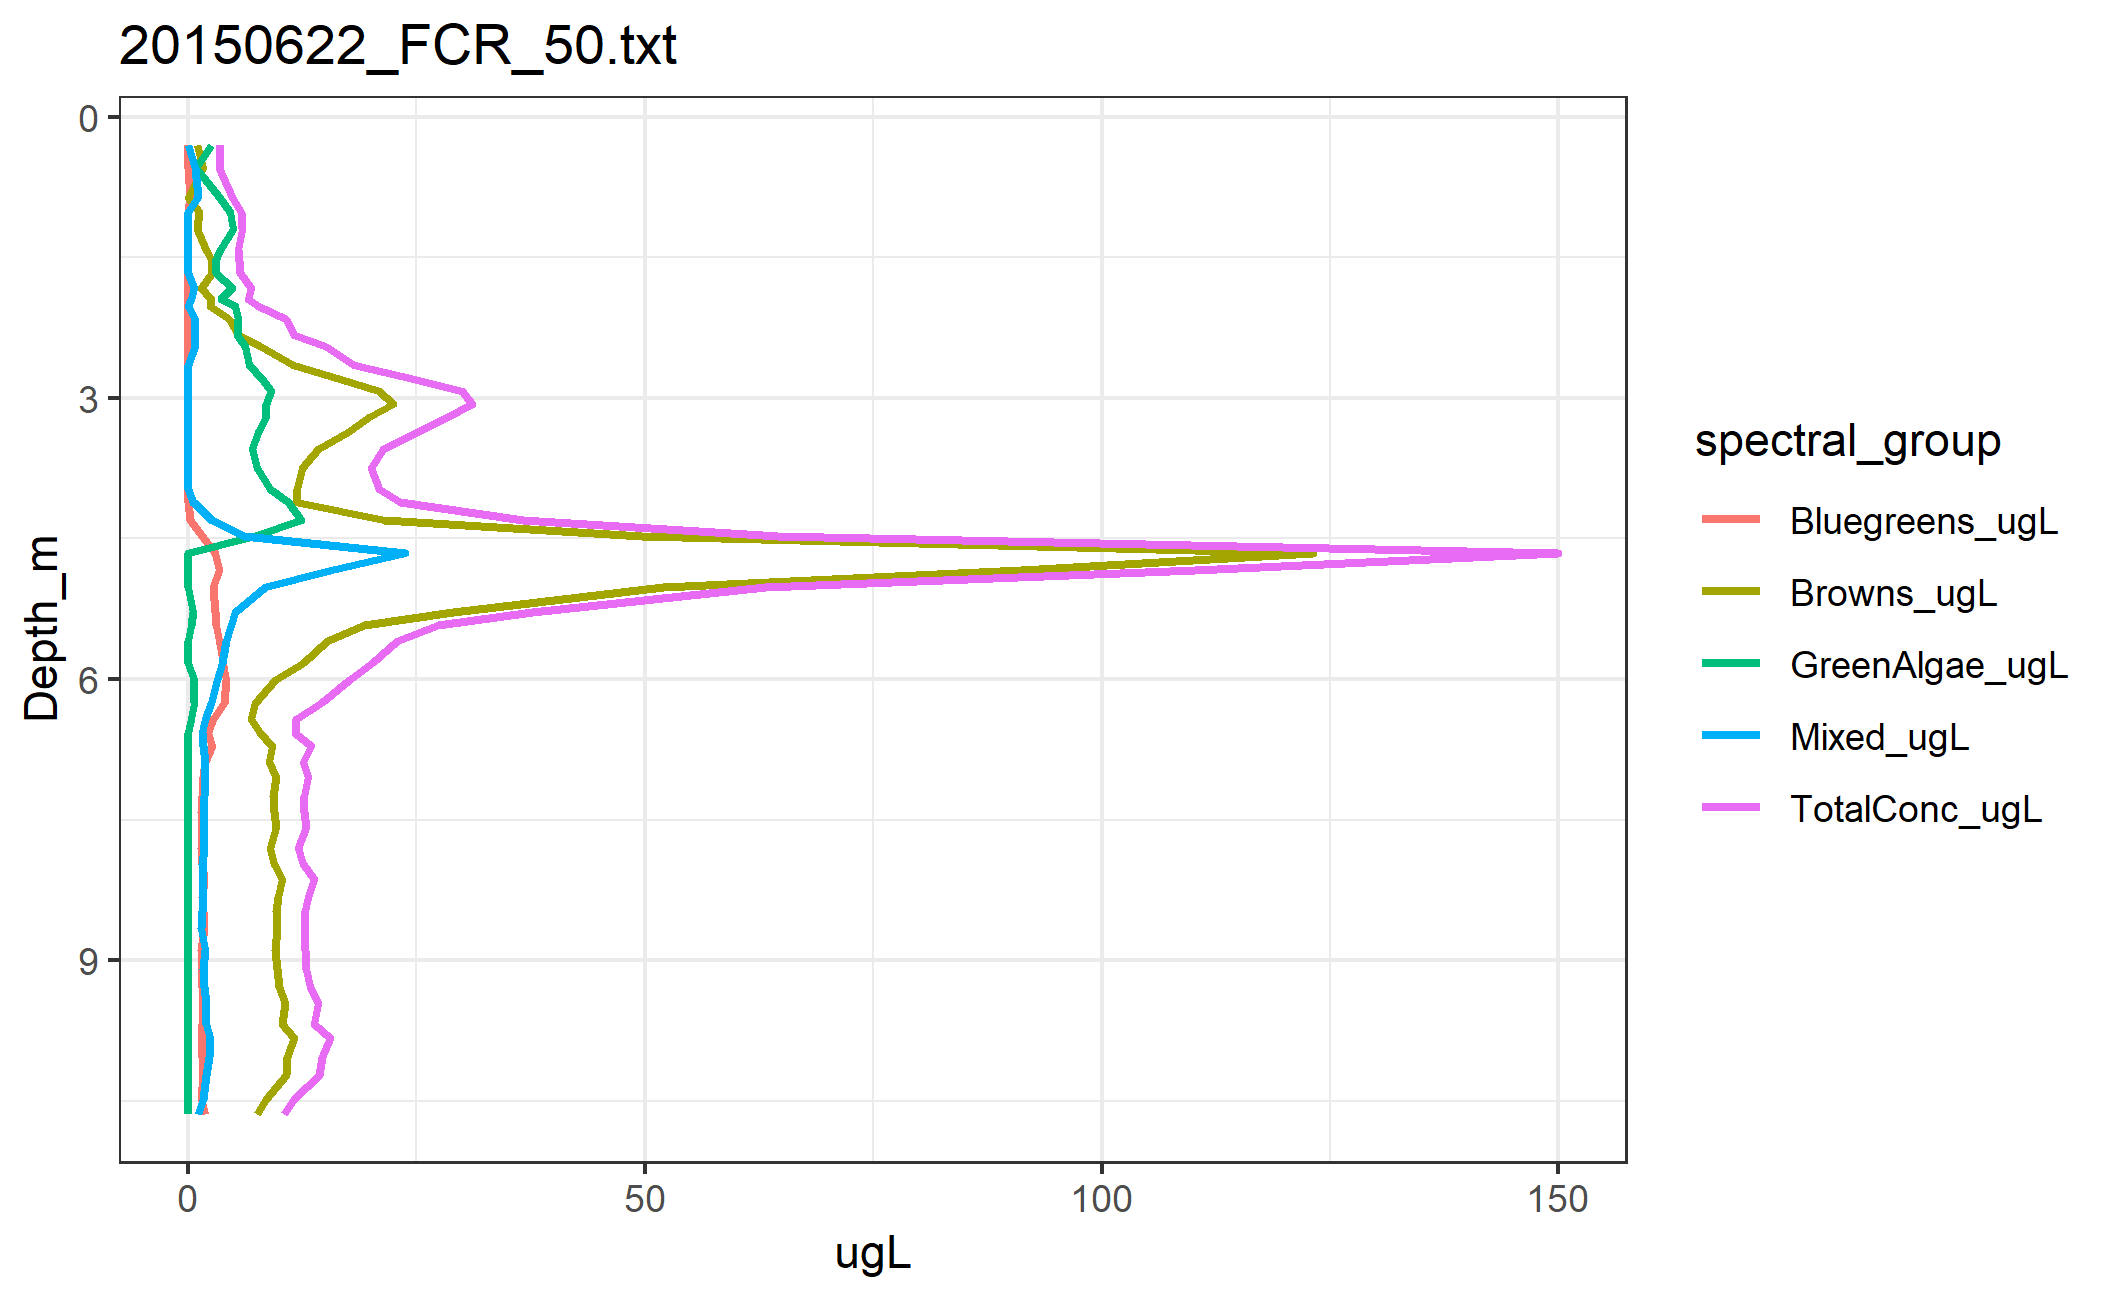 20150622_FCR_50.txt
0
3
6
9
Depth_m
0 50 100 150
ugL
spectral_group
Bluegreens_ugL
Browns_ugL
GreenAlgae_ugL
Mixed_ugL
TotalConc_ugL